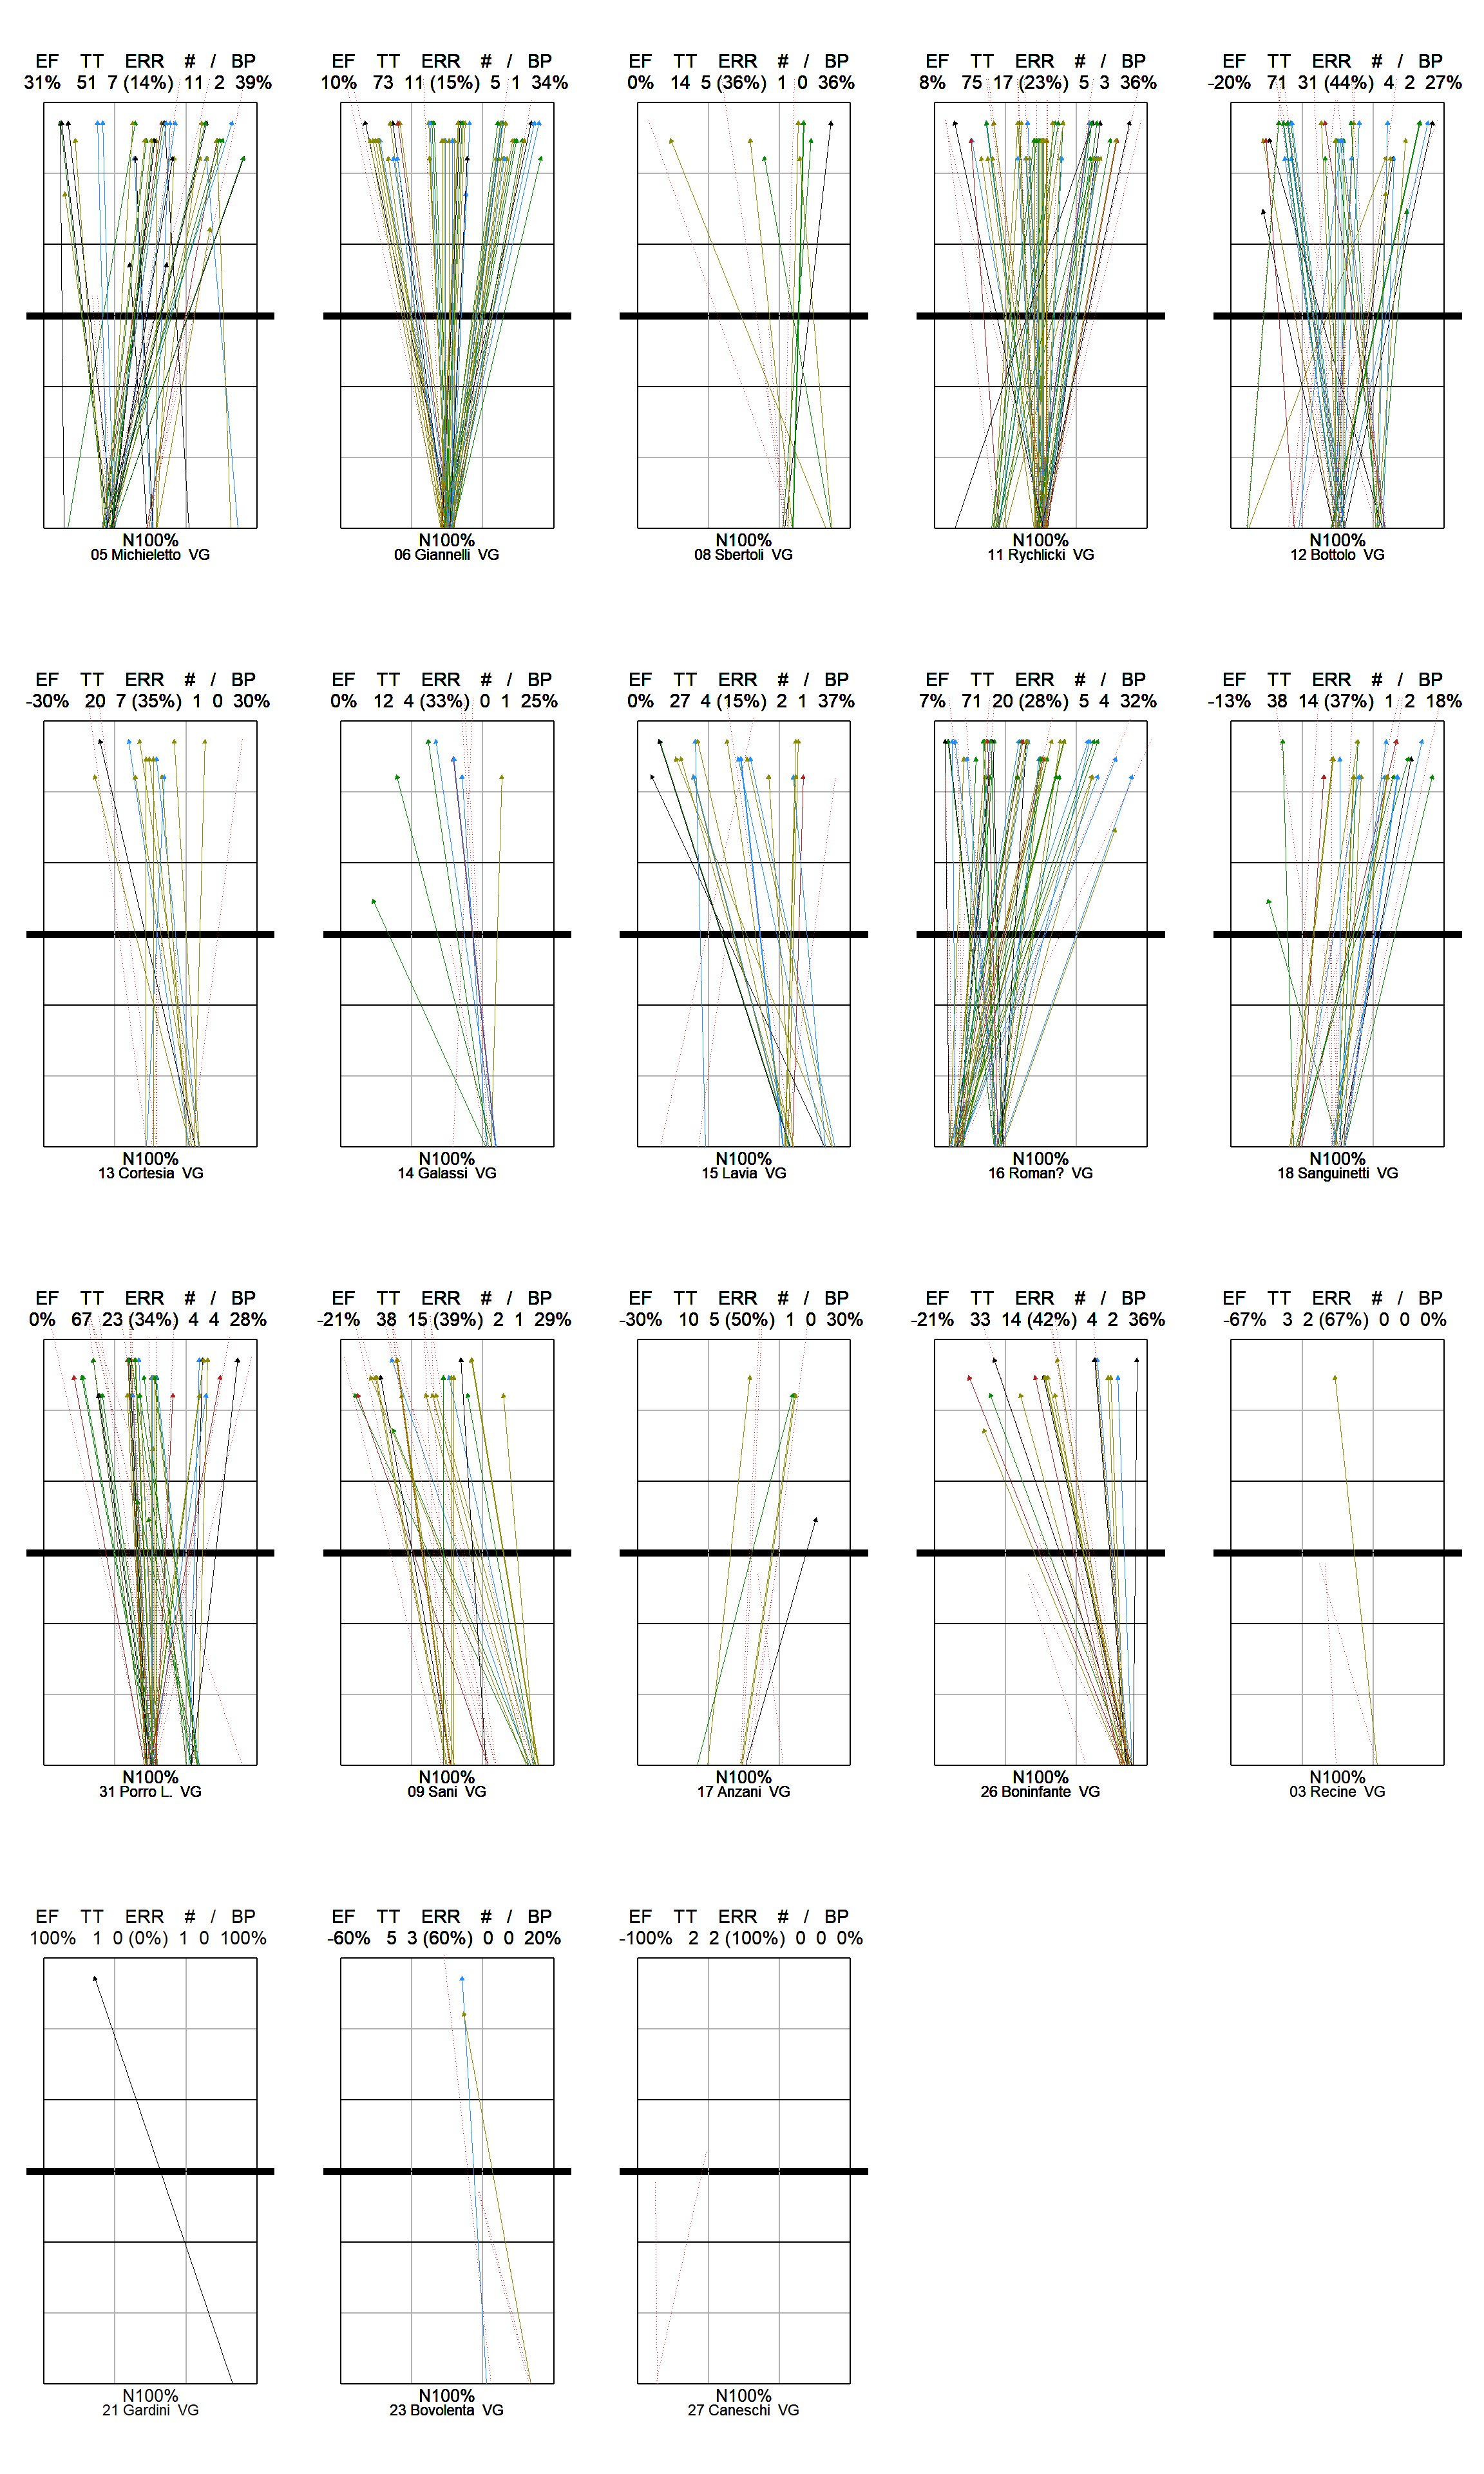 EF TT ERR # / BP
31% 51 7 (14%) 11 2 39%
N100%
05 Michieletto VG
EF TT ERR # / BP
10% 73 11 (15%) 5 1 34%
N100%
06 Giannelli VG
EF TT ERR # / BP
0% 14 5 (36%) 1 0 36%
N100%
08 Sbertoli VG
EF TT ERR # / BP
8% 75 17 (23%) 5 3 36%
N100%
11 Rychlicki VG
EF TT ERR # / BP
-20% 71 31 (44%) 4 2 27%
N100%
12 Bottolo VG
EF TT ERR # / BP
-30% 20 7 (35%) 1 0 30%
N100%
13 Cortesia VG
EF TT ERR # / BP
0% 12 4 (33%) 0 1 25%
N100%
14 Galassi VG
EF TT ERR # / BP
0% 27 4 (15%) 2 1 37%
N100%
15 Lavia VG
EF TT ERR # / BP
7% 71 20 (28%) 5 4 32%
N100%
16 Roman? VG
EF TT ERR # / BP
-13% 38 14 (37%) 1 2 18%
N100%
18 Sanguinetti VG
EF TT ERR # / BP
0% 67 23 (34%) 4 4 28%
N100%
31 Porro L. VG
EF TT ERR # / BP
-21% 38 15 (39%) 2 1 29%
N100%
09 Sani VG
EF TT ERR # / BP
-30% 10 5 (50%) 1 0 30%
N100%
17 Anzani VG
EF TT ERR # / BP
-21% 33 14 (42%) 4 2 36%
N100%
26 Boninfante VG
EF TT ERR # / BP
-67% 3 2 (67%) 0 0 0%
N100%
03 Recine VG
EF TT ERR # / BP
100% 1 0 (0%) 1 0 100%
N100%
21 Gardini VG
EF TT ERR # / BP
-60% 5 3 (60%) 0 0 20%
N100%
23 Bovolenta VG
EF TT ERR # / BP
-100% 2 2 (100%) 0 0 0%
N100%
27 Caneschi VG